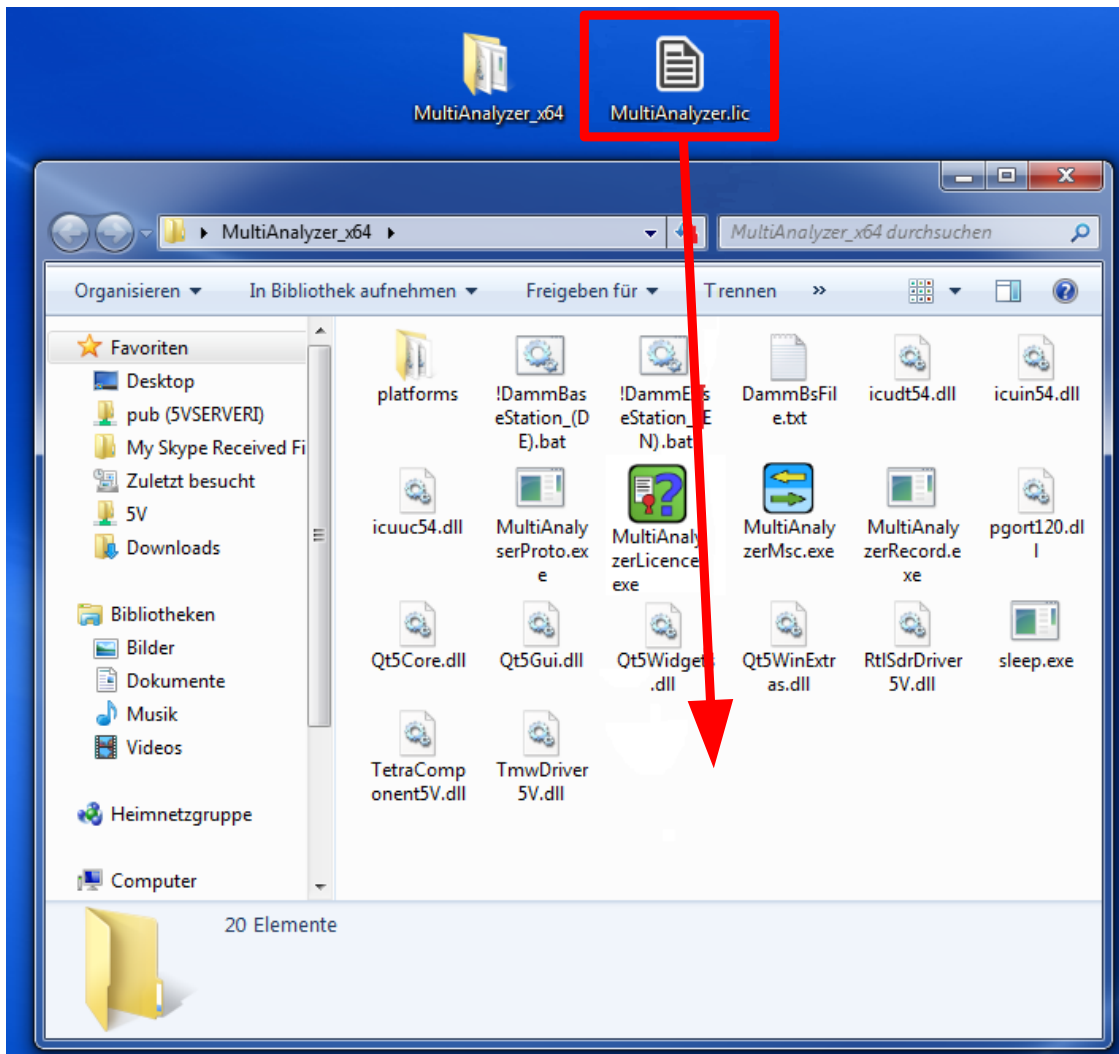 MultiAnalyzer_x64
MultiAnalyzer.lic
MultiAnalyzer_x64
MultiAnalyzer_x64 durchsuchen
Organisieren
In Bibliothek aufnehmen
Freigeben für
Trennen
»
Favoriten
Desktop
pub (5VSERVERI)
My Skype Received Fi
Zuletzt besucht
5V
Downloads
Bibliotheken
Bilder
Dokumente
Musik
Videos
Heimnetzgruppe
Computer
platforms
!DammBas
eStation_(D
E).bat
eStation_(E
N).bat
DammBsFil
e.txt
icudt54.dll
icuin54.dll
icuuc54.dll
MultiAnaly
serProto.ex
e
MultiAnaly
zerLicence.
exe
MultiAnaly
zerMsc.exe
MultiAnaly
zerRecord.e
xe
pgort120.dl
l
Qt5Core.dll
Qt5Gui.dll
Qt5Widgets
.dll
Qt5WinExtr
as.dll
RtlSdrDriver
5V.dll
sleep.exe
TetraComp
onent5V.dll
TmwDriver
5V.dll
20 Elemente